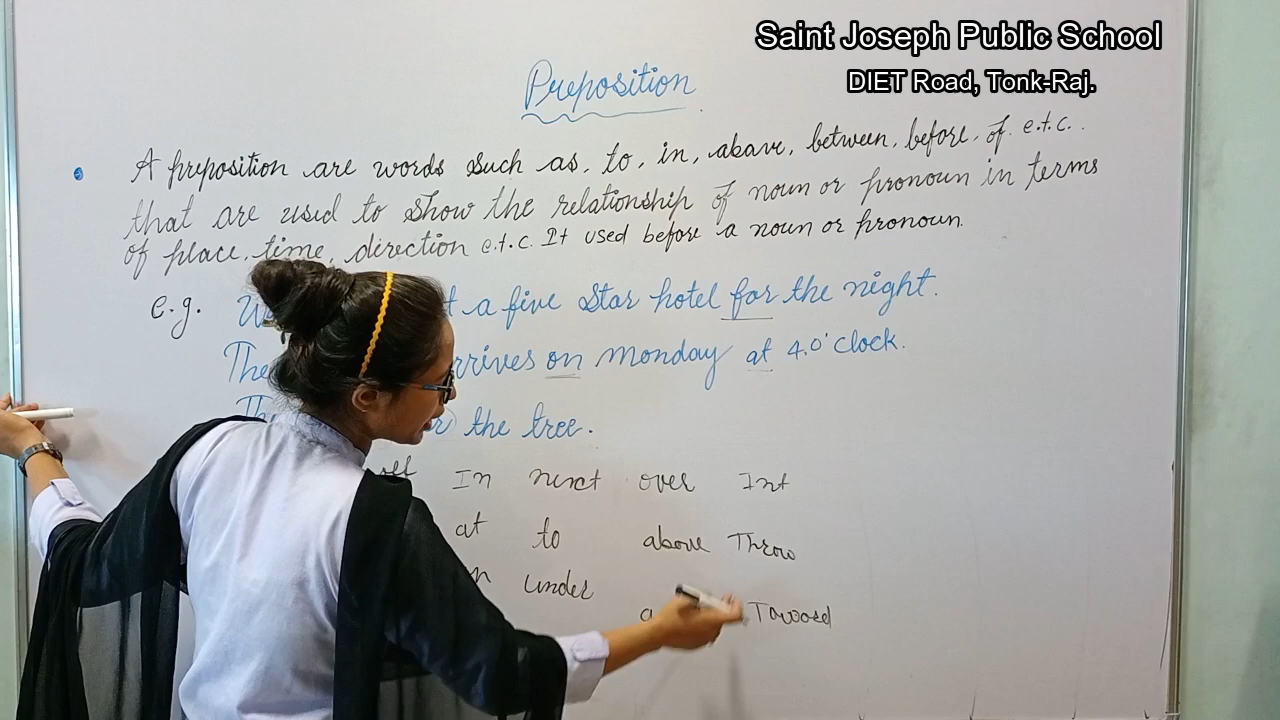 Saint Joseph Public School
DIET Road, Tonk-Raj.
Preposition
A preposition are words such as, to, in, above, between, before, of e.t.c..
that are used to show the relationship of noun or pronoun in terms
of place, time, direction e.t.c. It used before a noun or pronoun.
e.g. a five star hotel for the night.
The on monday at 4.0'clock.
the tree.
In next over Int
at to above Throw
under
Toword